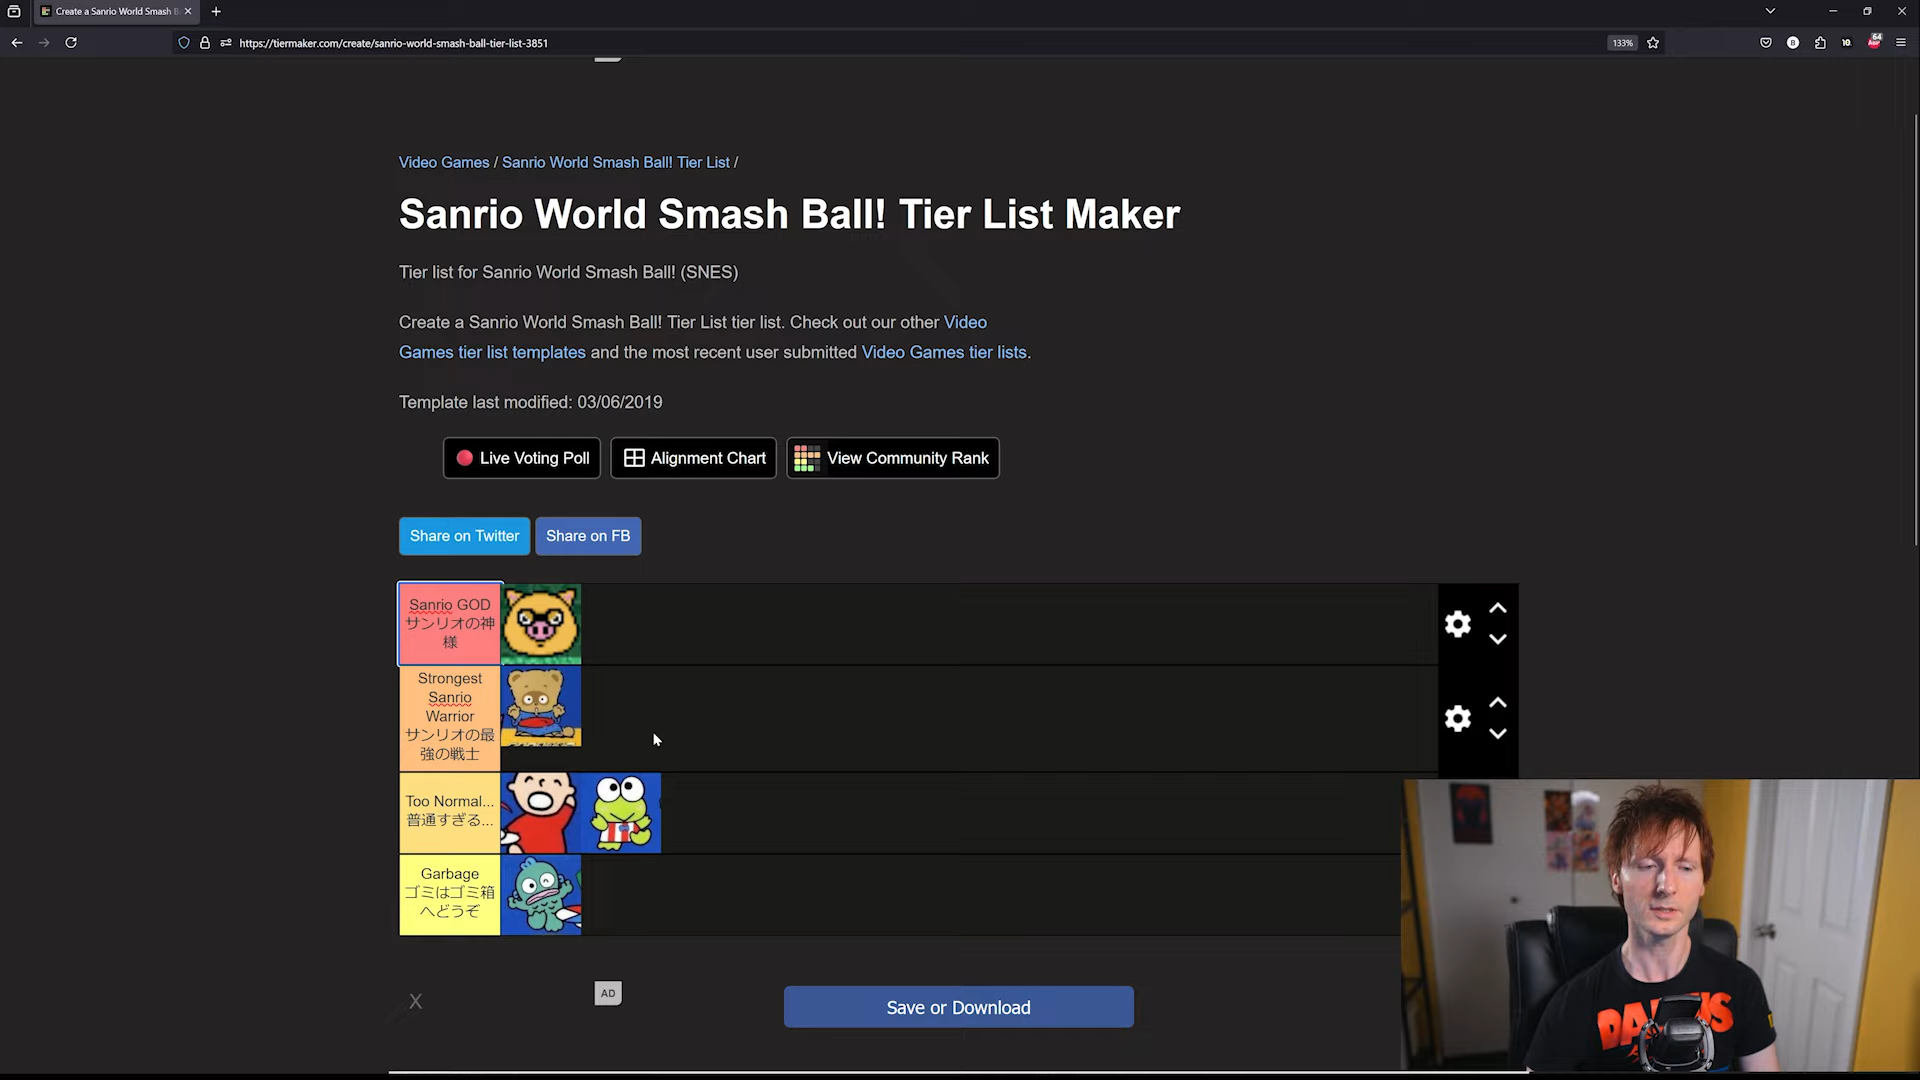 Create a Sanrio World Smash B
https://tiermaker.com/create/sanrio-world-smash-ball-tier-list-3851
133%
64
Video Games / Sanrio World Smash Ball! Tier List /
Sanrio World Smash Ball! Tier List Maker
Tier list for Sanrio World Smash Ball! (SNES)
Create a Sanrio World Smash Ball! Tier List tier list. Check out our other Video
Games tier list templates and the most recent user submitted Video Games tier lists.
Template last modified: 03/06/2019
Live Voting Poll
Alignment Chart
View Community Rank
Share on Twitter
Share on FB
Sanrio GOD
サンリオの神
様
Strongest
Sanrio
Warrior
サンリオの最
強の戦士
Too Normal...
普通すぎる...
Garbage
ゴミはゴミ箱
へどうぞ
X
AD
Save or Download